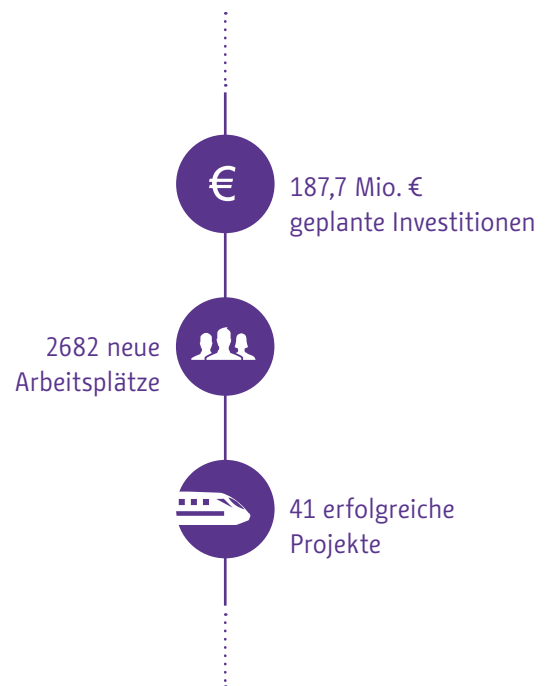 €
187,7 Mio. €
geplante Investitionen
2682 neue
Arbeitsplätze
41 erfolgreiche
Projekte